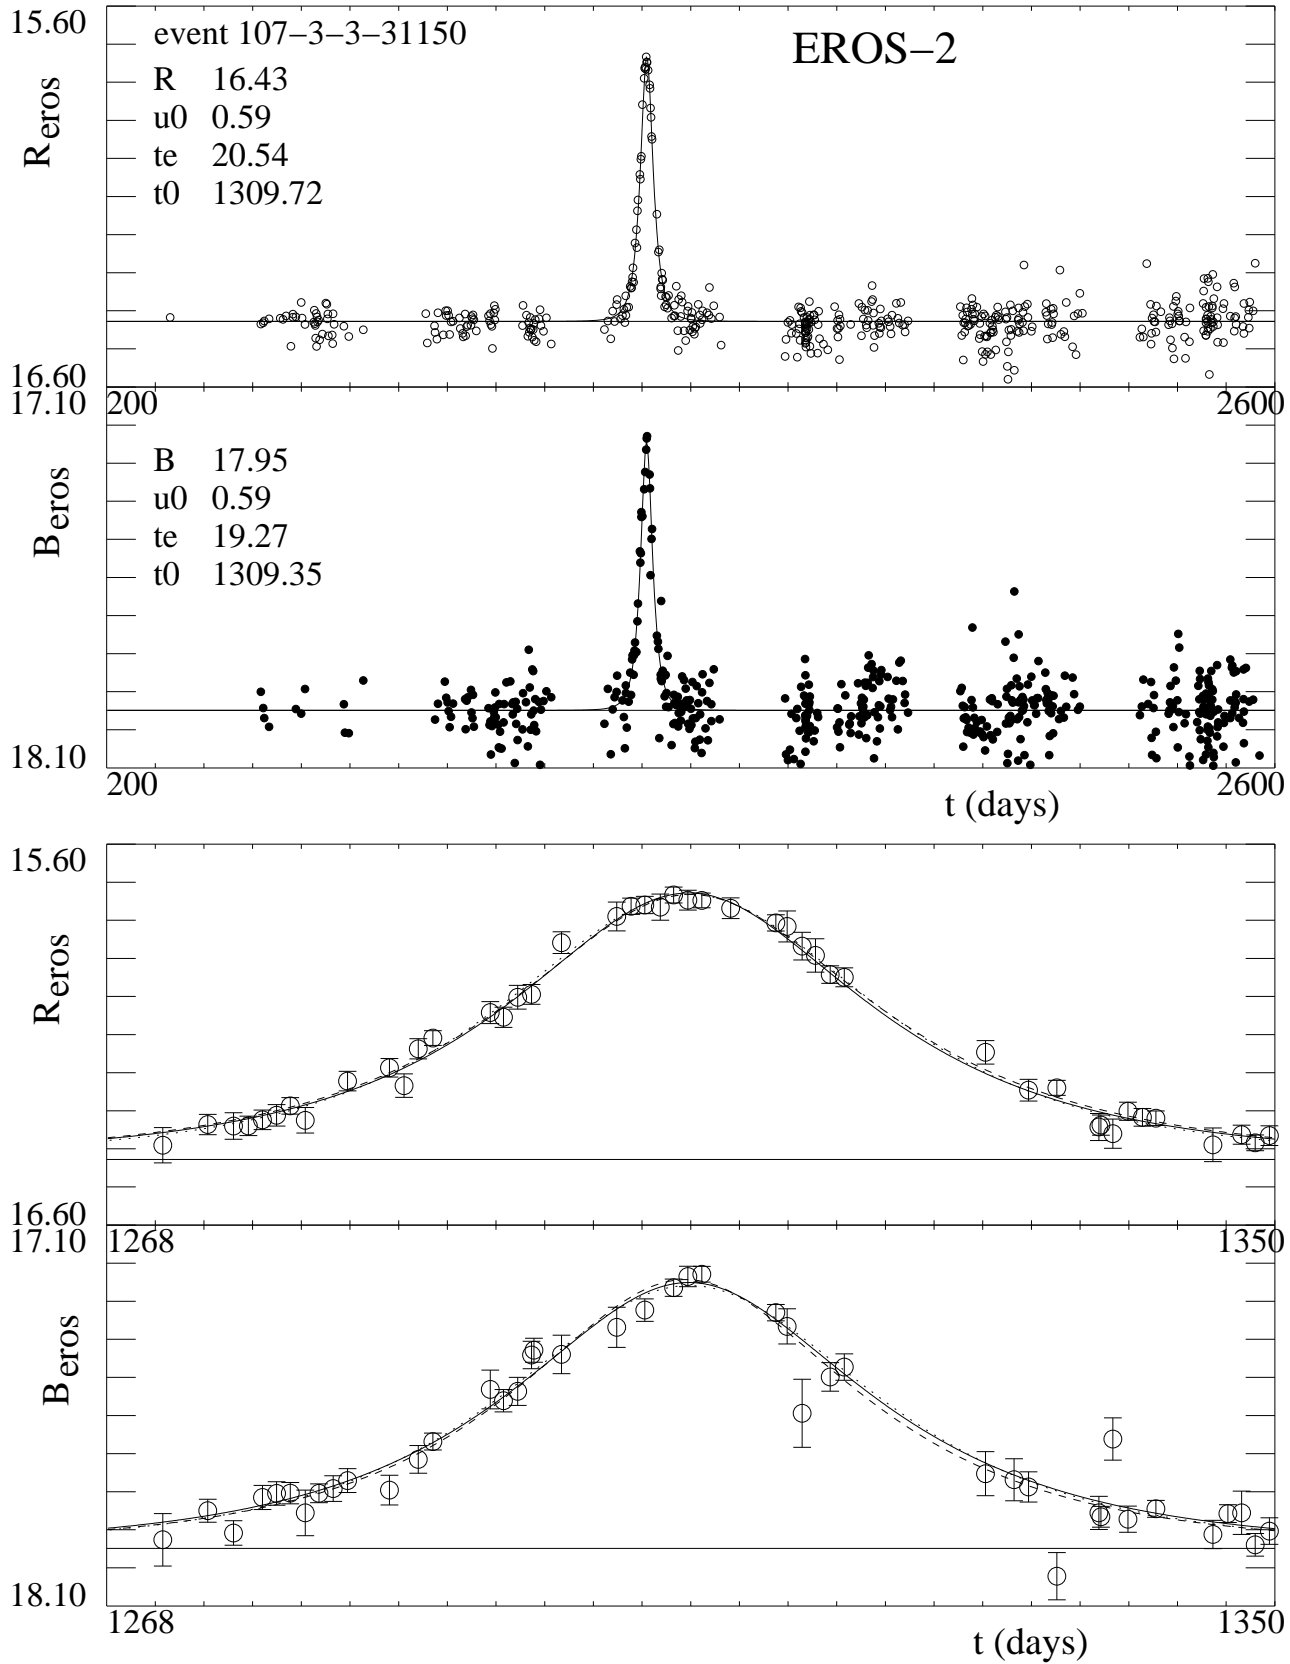 15.60
event 107−3−3−31150
EROS−2
R 16.43
u0 0.59
te 20.54
t0 1309.72
Reros
16.60
200
2600
17.10
B 17.95
u0 0.59
te 19.27
t0 1309.35
Beros
18.10
200
2600
t (days)
15.60
Reros
16.60
1268
1350
17.10
Beros
18.10
1268
1350
t (days)